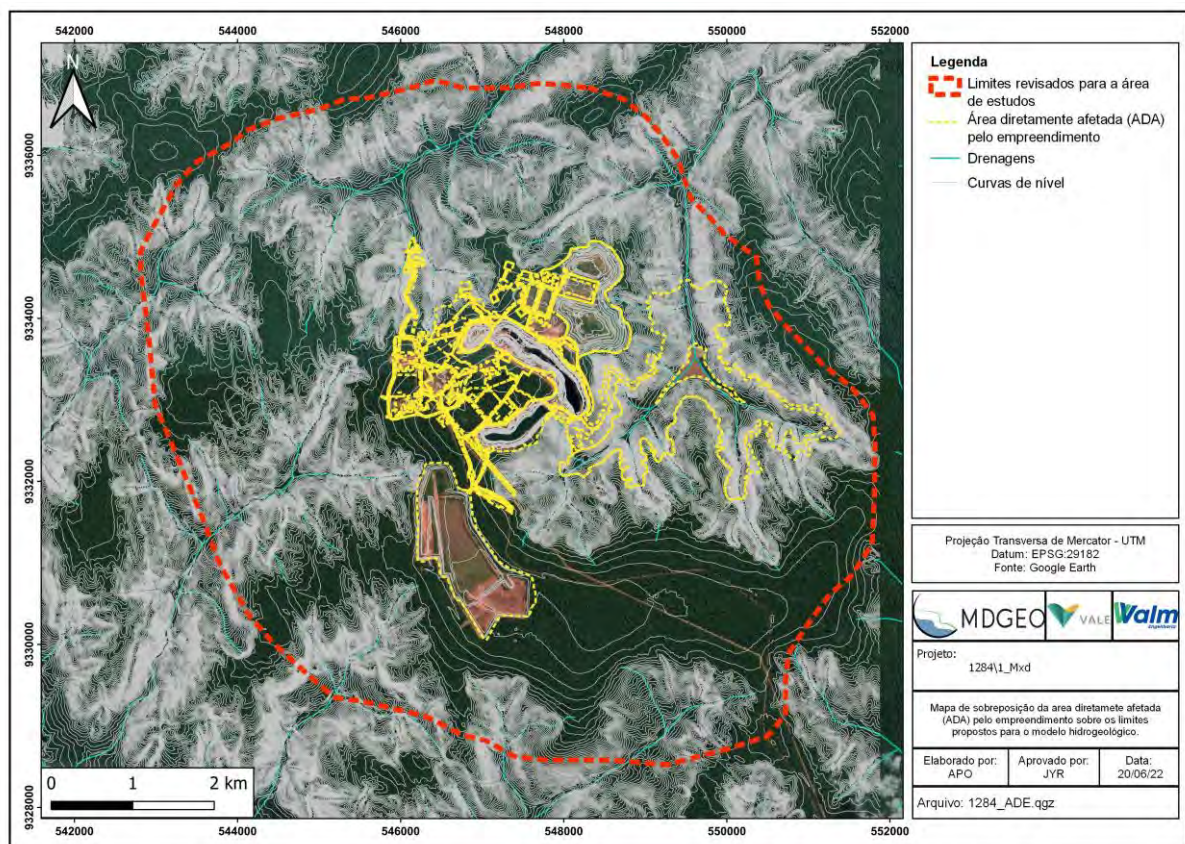 542000 544000 546000 548000 550000 552000
N
9336000
9334000
9332000
9330000
9328000
0 1 2 km
542000 544000 546000 548000 550000 552000
Legenda
Limites revisados para a área
de estudos
Área diretamente afetada (ADA)
pelo empreendimento
Drenagens
Curvas de nível
Projeção Transversa de Mercator - UTM
Datum: EPSG:29182
Fonte: Google Earth
MDGEO VALE Walm
Engenharia
Projeto:
1284\1_Mxd
Mapa de sobreposição da area diretamete afetada
(ADA) pelo empreendimento sobre os limites
propostos para o modelo hidrogeológico.
Elaborado por: Aprovado por: Data:
APO JYR 20/06/22
Arquivo: 1284_ADE.qgz